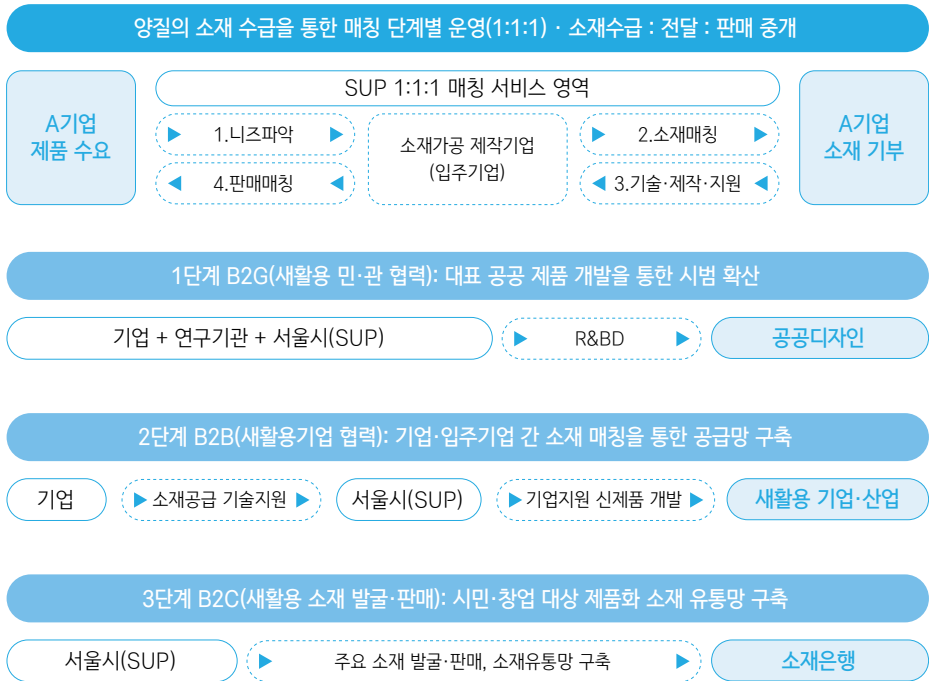 양질의 소재 수급을 통한 매칭 단계별 운영(1:1:1) · 소재수급 : 전달 : 판매 중개
A기업
제품 수요
SUP 1:1:1 매칭 서비스 영역
1.니즈파악
4.판매매칭
소재가공 제작기업
(입주기업)
2.소재매칭
3.기술·제작·지원
A기업
소재 기부
1단계 B2G(새활용 민·관 협력): 대표 공공 제품 개발을 통한 시범 확산
기업 + 연구기관 + 서울시(SUP)
R&BD
공공디자인
2단계 B2B(새활용기업 협력): 기업·입주기업 간 소재 매칭을 통한 공급망 구축
기업
소재공급 기술지원
서울시(SUP)
기업지원 신제품 개발
새활용 기업·산업
3단계 B2C(새활용 소재 발굴·판매): 시민·창업 대상 제품화 소재 유통망 구축
서울시(SUP)
주요 소재 발굴·판매, 소재유통망 구축
소재은행